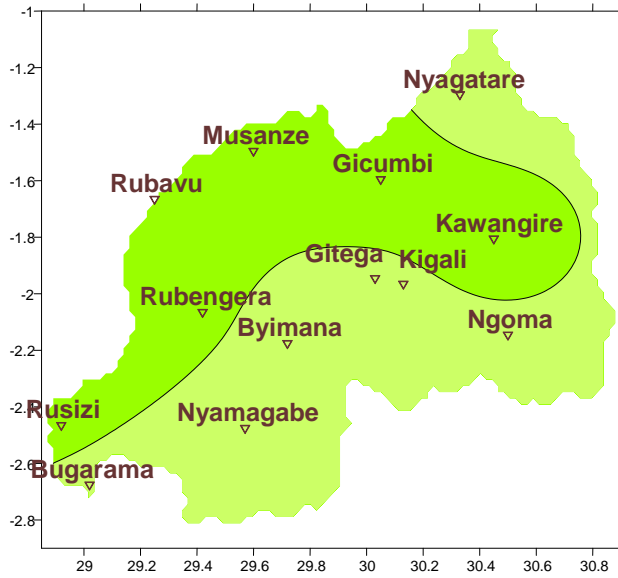 -1
Nyagatare
-1.2
-1.4
Musanze
Gicumbi
-1.6
Rubavu
Kawangire
-1.8
Gitega
Kigali
-2
Rubengera
Ngoma
Byimana
-2.2
-2.4
Rusizi
Nyamagabe
-2.6
Bugarama
-2.8
29 29.2 29.4 29.6 29.8 30 30.2 30.4 30.6 30.8